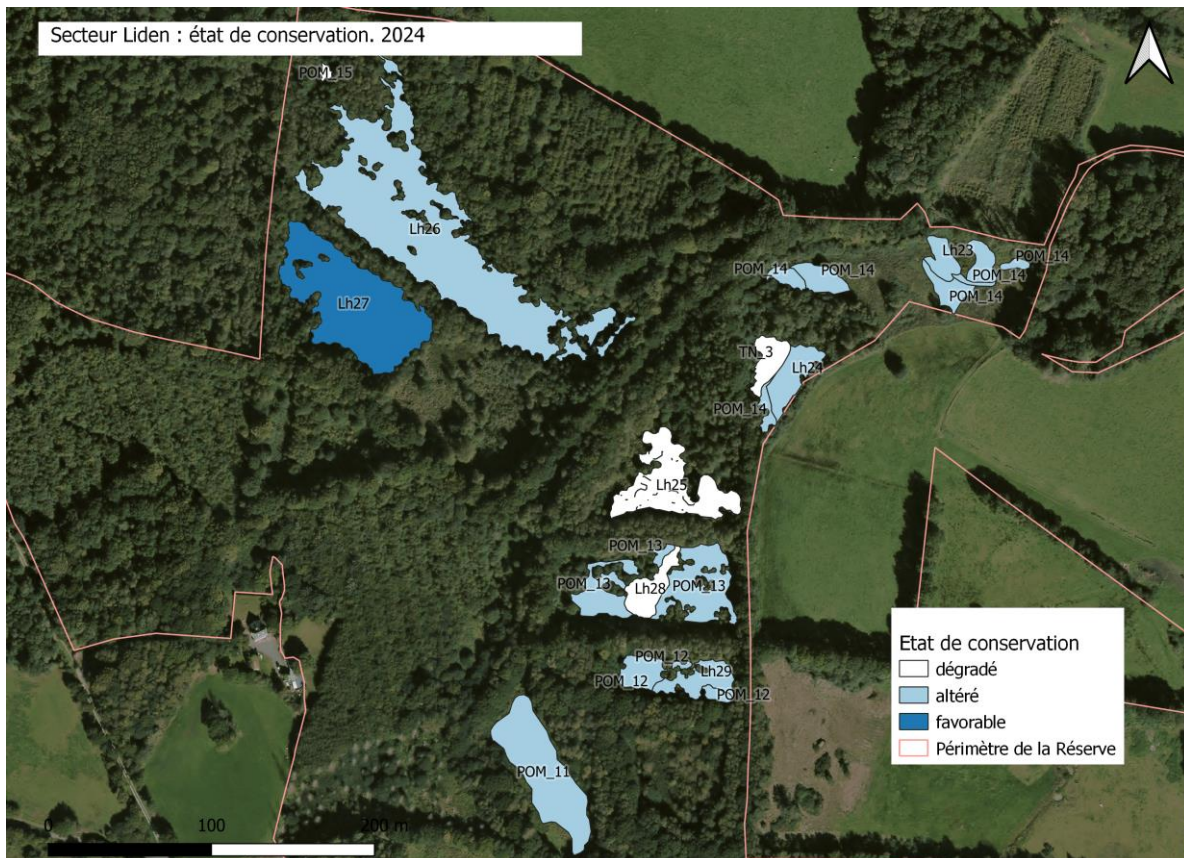 Secteur Liden : état de conservation. 2024
POM_15
Lh26
Lh27
Lh23
POM_14
POM_14
POM_14
POM_14
POM_14
TN_3
Lh24
POM_14
Lh25
POM_13
POM_13
Lh28
POM_13
POM_12
Lh29
POM_12
POM_12
POM_11
Etat de conservation
dégradé
altéré
favorable
Périmètre de la Réserve
0 100 200 m